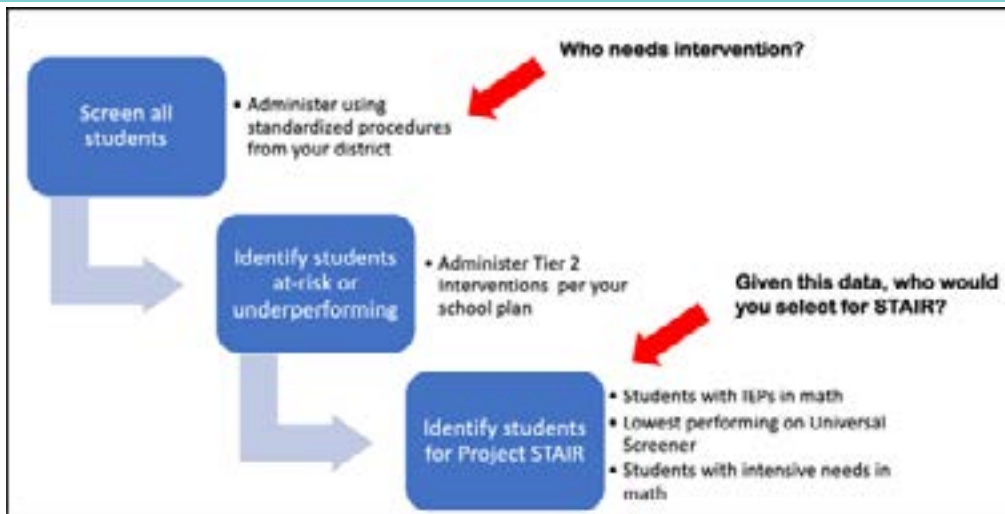 Who needs intervention?
Screen all
students
• Administer using
standardized procedures
from your district
Identify students
at-risk or
underperforming
• Administer Tier 2
interventions per your
school plan
Given this data, who would
you select for STAIR?
Identify students
for Project STAIR
• Students with IEPs in math
• Lowest performing on Universal
Screener
• Students with intensive needs in
math